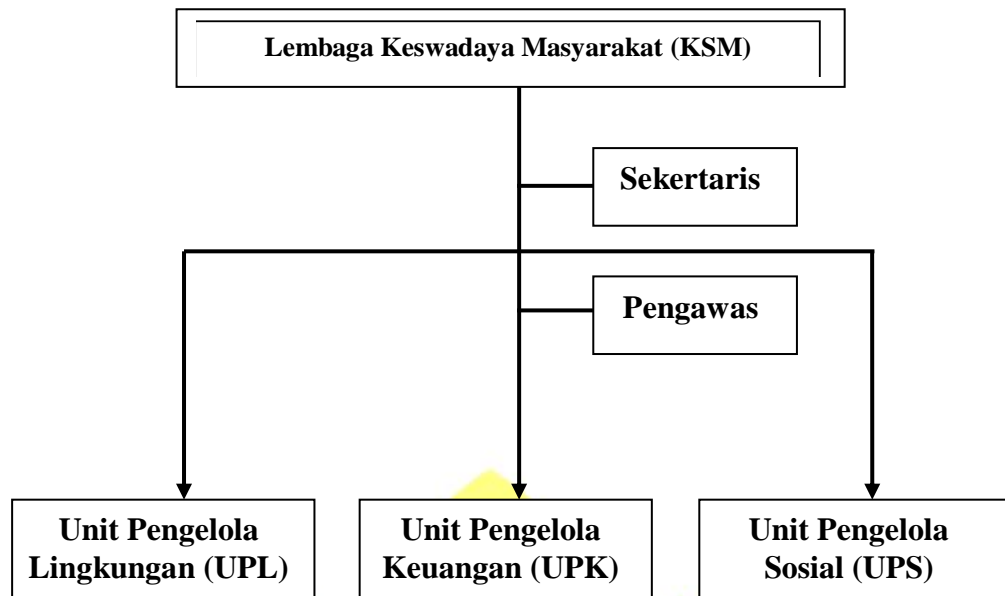 Lembaga Keswadaya Masyarakat (KSM)
Sekertaris
Pengawas
Unit Pengelola
Lingkungan (UPL)
Unit Pengelola
Keuangan (UPK)
Unit Pengelola
Sosial (UPS)